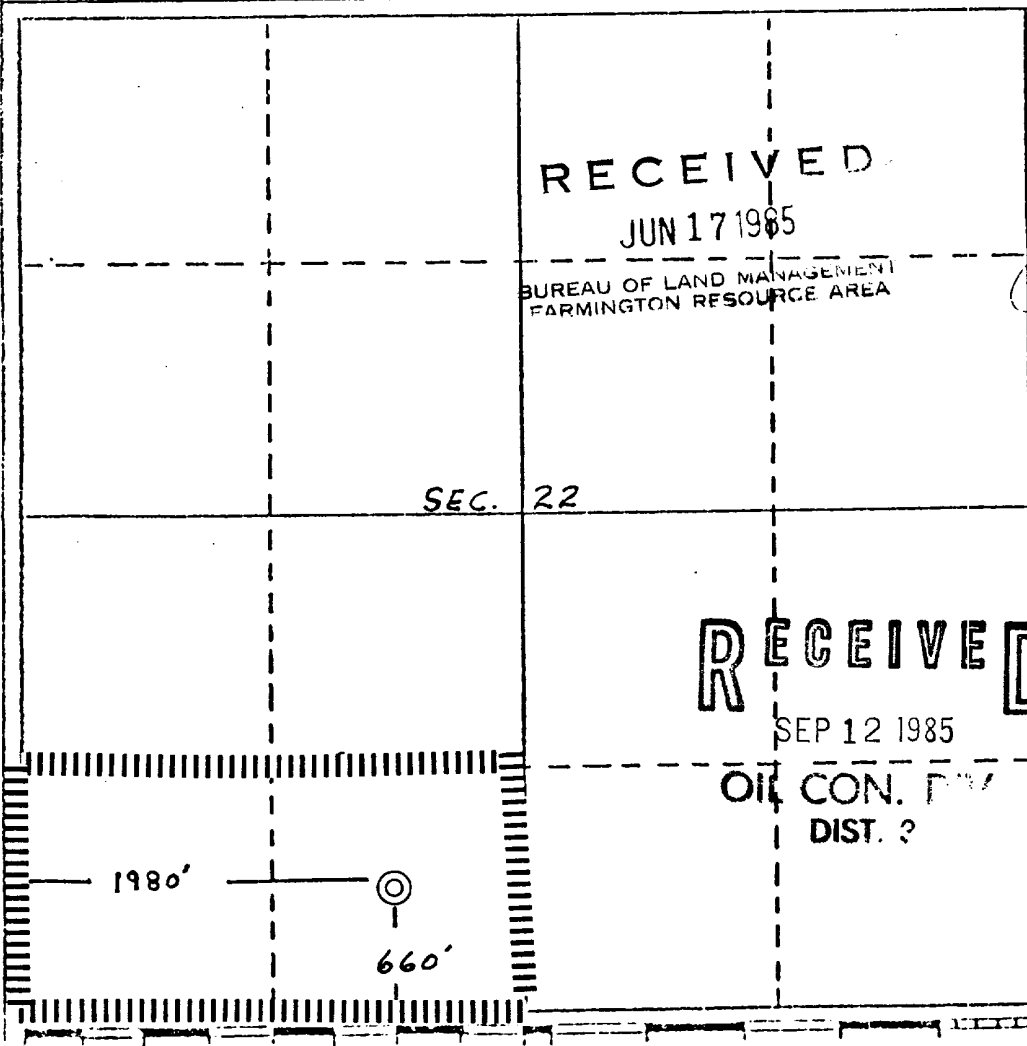 RECEIVED
JUN 17 1985
BUREAU OF LAND MANAGEMENT
FARMINGTON RESOURCE AREA
SEC. 22
RECEIVED
SEP 12 1985
OIL CON.
DIST.
1980'
660'